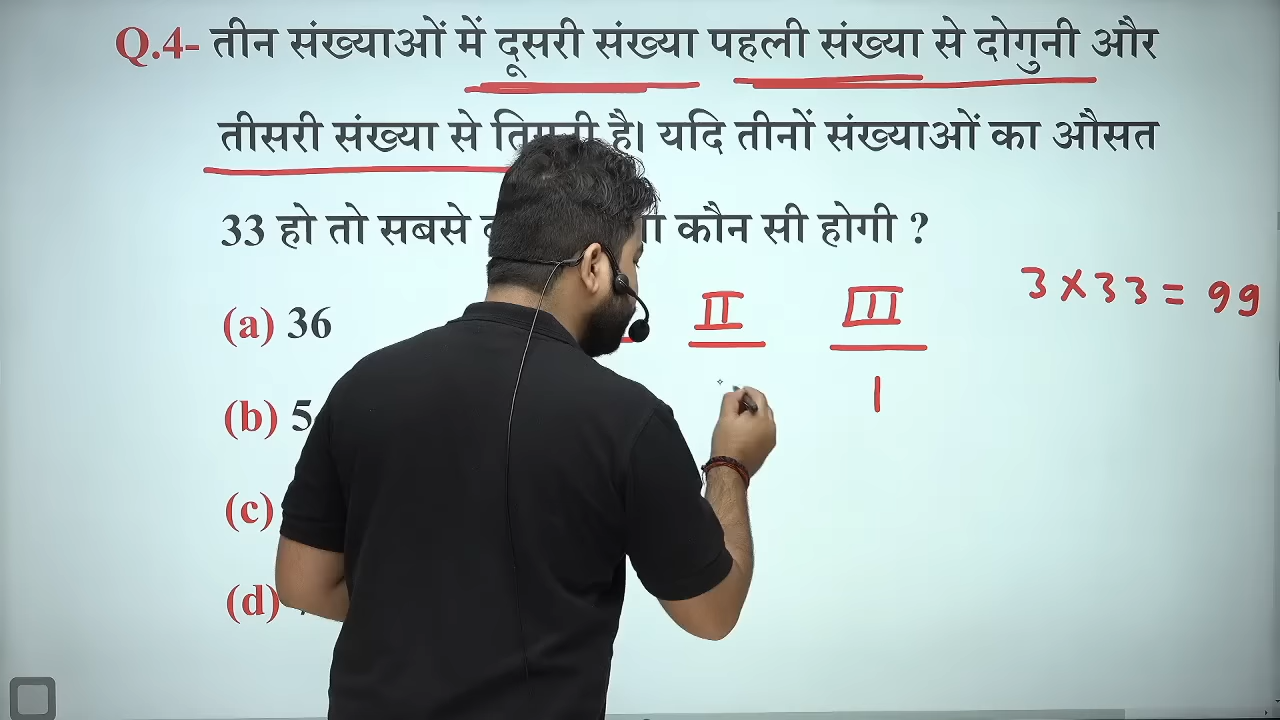 Q.4- तीन संख्याओं में दूसरी संख्या पहली संख्या से दोगुनी और
तीसरी संख्या से है। यदि तीनों संख्याओं का औसत
33 हो तो सबसे कौन सी होगी ?
3 × 33 = 99
(a) 36
II III
(b) 1
(c)
(d)